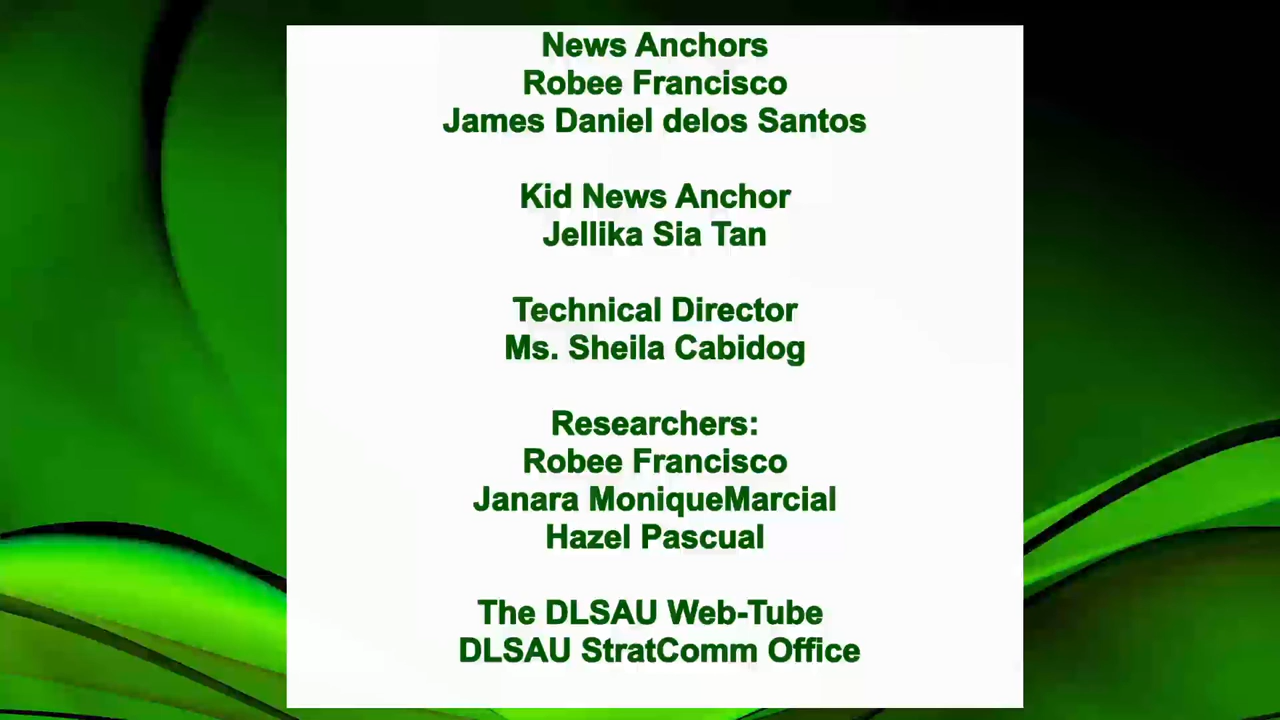 News Anchors
Robee Francisco
James Daniel delos Santos
Kid News Anchor
Jellika Sia Tan
Technical Director
Ms. Sheila Cabidog
Researchers:
Robee Francisco
Janara MoniqueMarcial
Hazel Pascual
The DLSAU Web-Tube
DLSAU StratComm Office